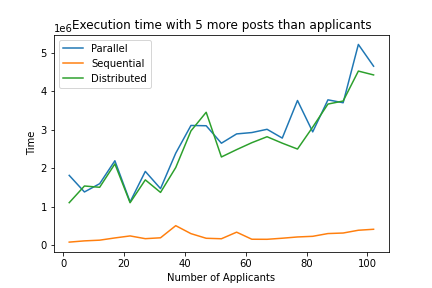 Execution time with 5 more posts than applicants
1e6
Parallel
Sequential
Distributed
5
4
3
2
1
0
Time
0 20 40 60 80 100
Number of Applicants